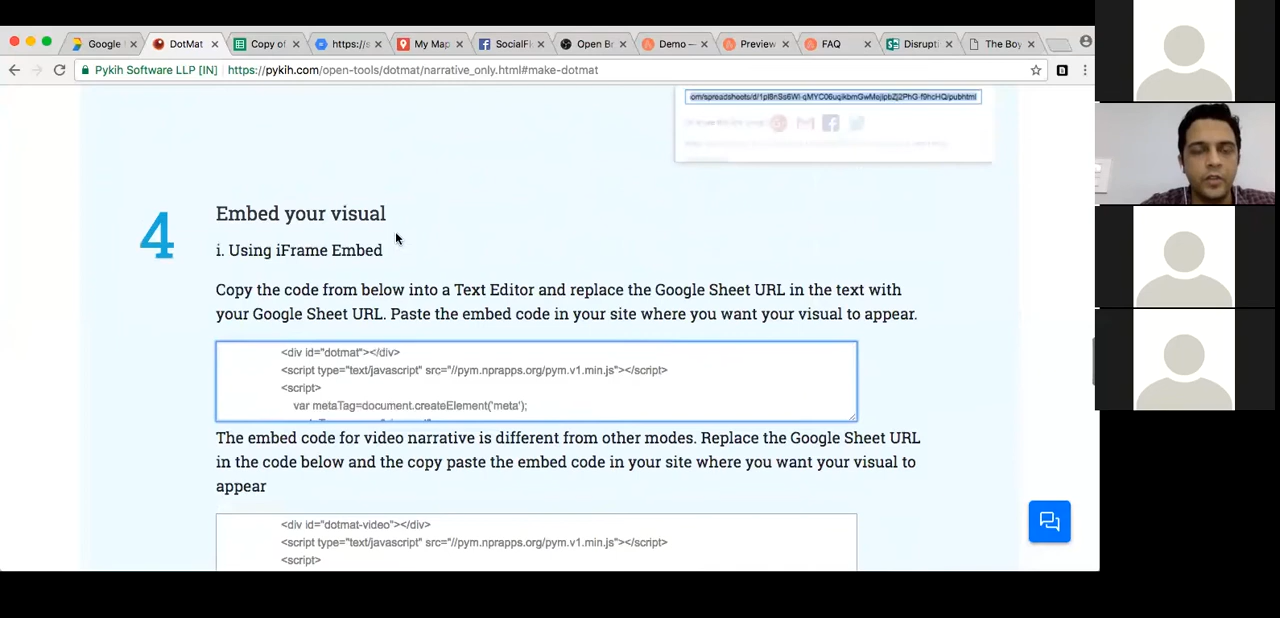 Google
DotMat
Copy of
https://s
My Map
SocialFl
Open Br
Demo —
Preview
FAQ
Disrupti
The Boy
Pykih Software LLP [IN]
https://pykih.com/open-tools/dotmat/narrative_only.html#make-dotmat
4
Embed your visual
i. Using iFrame Embed
Copy the code from below into a Text Editor and replace the Google Sheet URL in the text with
your Google Sheet URL. Paste the embed code in your site where you want your visual to appear.
<div id="dotmat"></div>
<script type="text/javascript" src="//pym.nprapps.org/pym.v1.min.js"></script>
<script>
var metaTag=document.createElement('meta');
The embed code for video narrative is different from other modes. Replace the Google Sheet URL
in the code below and the copy paste the embed code in your site where you want your visual to
appear
<div id="dotmat-video"></div>
<script type="text/javascript" src="//pym.nprapps.org/pym.v1.min.js"></script>
<script>